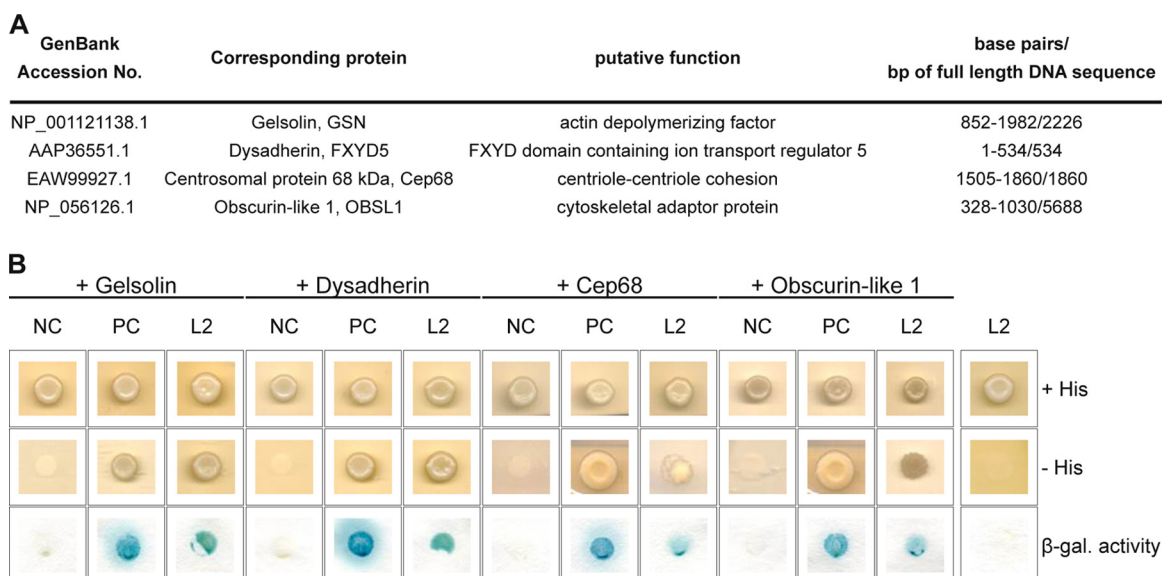 A
GenBank Accession No. Corresponding protein putative function base pairs/ bp of full length DNA sequence
NP_001121138.1 Gelsolin, GSN actin depolymerizing factor 852-1982/2226
AAP36551.1 Dysadherin, FXYD5 FXYD domain containing ion transport regulator 5 1-534/534
EAW99927.1 Centrosomal protein 68 kDa, Cep68 centriole-centriole cohesion 1505-1860/1860
NP_056126.1 Obscurin-like 1, OBSL1 cytoskeletal adaptor protein 328-1030/5688
B
+ Gelsolin + Dysadherin + Cep68 + Obscurin-like 1
NC PC L2 NC PC L2 NC PC L2 NC PC L2 L2
+ His
- His
β-gal. activity